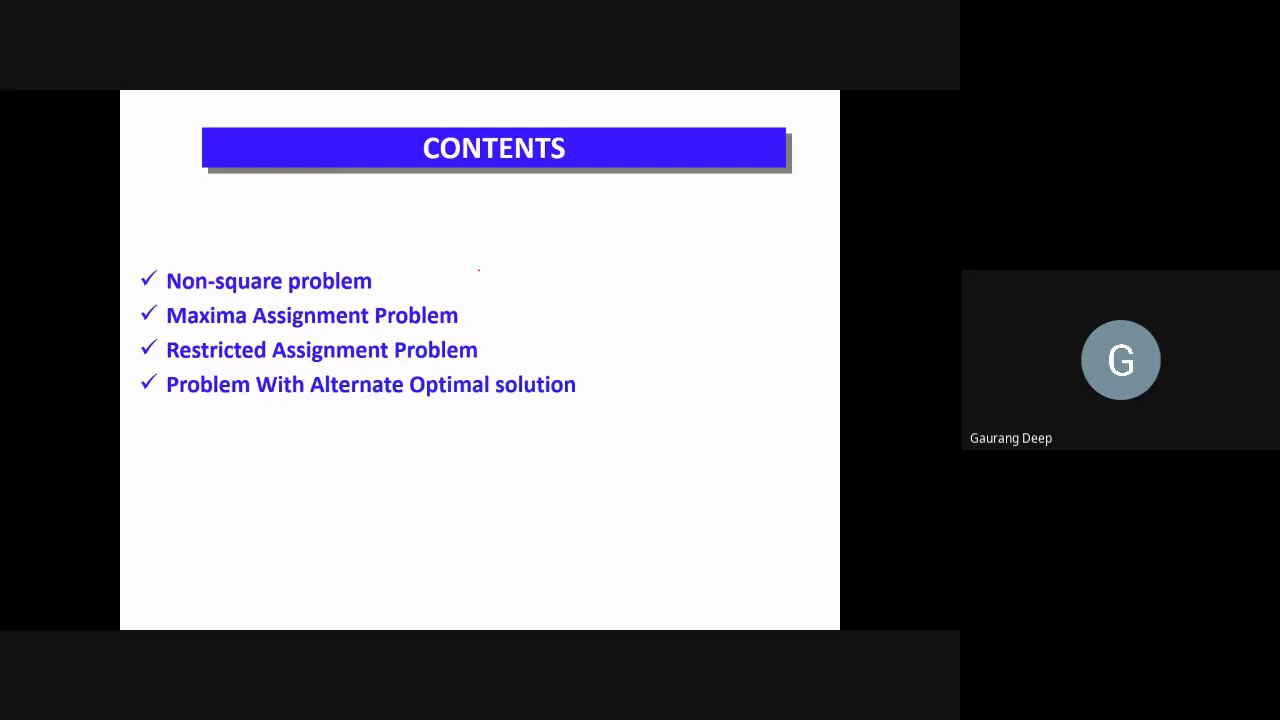 CONTENTS
✓ Non-square problem
✓ Maxima Assignment Problem
✓ Restricted Assignment Problem
✓ Problem With Alternate Optimal solution
G
Gaurang Deep